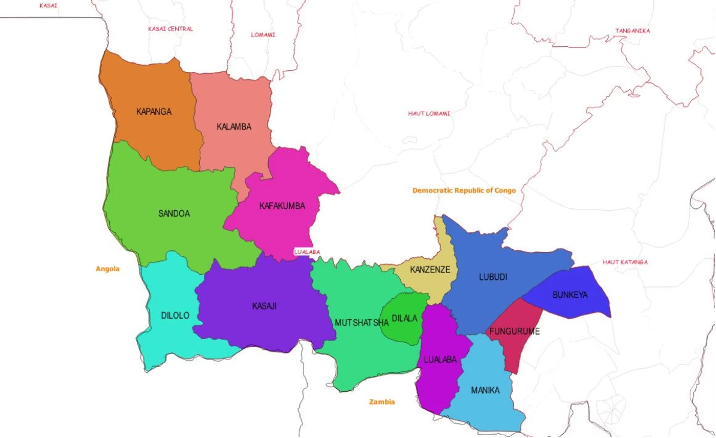 KASAI
KASAI CENTRAL
LOMAMI
TANGANIKA
KAPANGA
HAUT LOMAMI
KALAMBA
Democratic Republic of Congo
KAFAKUMBA
SANDOA
LUALABA
HAUT KATANGA
Angola
KANZENZE
LUBUDI
BUNKEYA
KASAJI
DILOLO
MUTSHATSHA
DILALA
FUNGURUME
LUALABA
MANIKA
Zambia